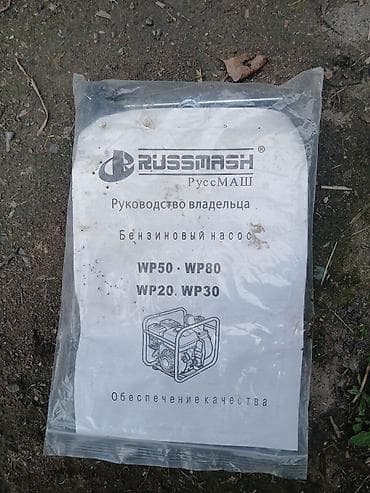 RUSSMASH®
РуссМАШ
Руководство владельца
Бензиновый насос
WP50 · WP80
WP20. WP30
Обеспечение качества